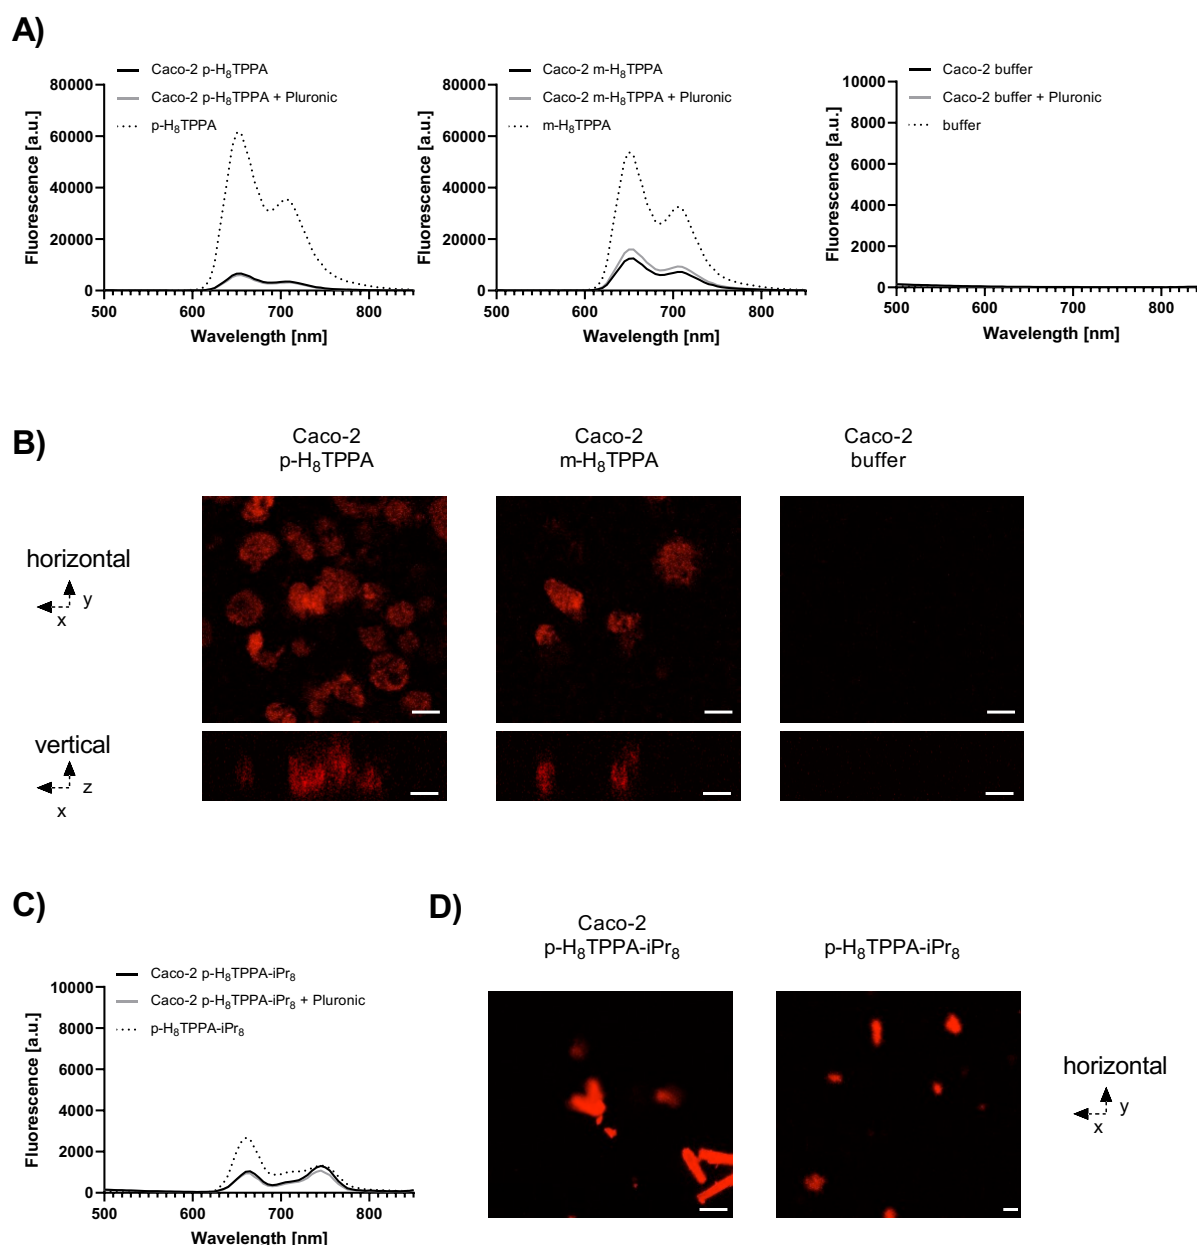 A)
Caco-2 p-H₈TPPA
Caco-2 p-H₈TPPA + Pluronic
p-H₈TPPA
80000
60000
40000
20000
0
Fluorescence [a.u.]
500 600 700 800
Wavelength [nm]
Caco-2 m-H₈TPPA
Caco-2 m-H₈TPPA + Pluronic
m-H₈TPPA
80000
60000
40000
20000
0
Fluorescence [a.u.]
500 600 700 800
Wavelength [nm]
Caco-2 buffer
Caco-2 buffer + Pluronic
buffer
10000
8000
6000
4000
2000
0
Fluorescence [a.u.]
500 600 700 800
Wavelength [nm]
B)
Caco-2
p-H₈TPPA
Caco-2
m-H₈TPPA
Caco-2
buffer
horizontal
y
x
vertical
z
x
C)
Caco-2 p-H₈TPPA-iPr₈
Caco-2 p-H₈TPPA-iPr₈ + Pluronic
p-H₈TPPA-iPr₈
10000
8000
6000
4000
2000
0
Fluorescence [a.u.]
500 600 700 800
Wavelength [nm]
D)
Caco-2
p-H₈TPPA-iPr₈
p-H₈TPPA-iPr₈
horizontal
y
x